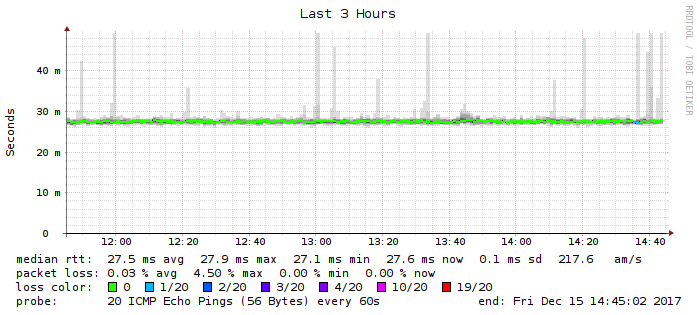 Last 3 Hours
RRDTOOL / TOBI OETIKER
Seconds
40 m
30 m
20 m
10 m
0
12:00 12:20 12:40 13:00 13:20 13:40 14:00 14:20 14:40
median rtt: 27.5 ms avg 27.9 ms max 27.1 ms min 27.6 ms now 0.1 ms sd 217.6 am/s
packet loss: 0.03 % avg 4.50 % max 0.00 % min 0.00 % now
loss color: 0 1/20 2/20 3/20 4/20 10/20 19/20
probe: 20 ICMP Echo Pings (56 Bytes) every 60s end: Fri Dec 15 14:45:02 2017